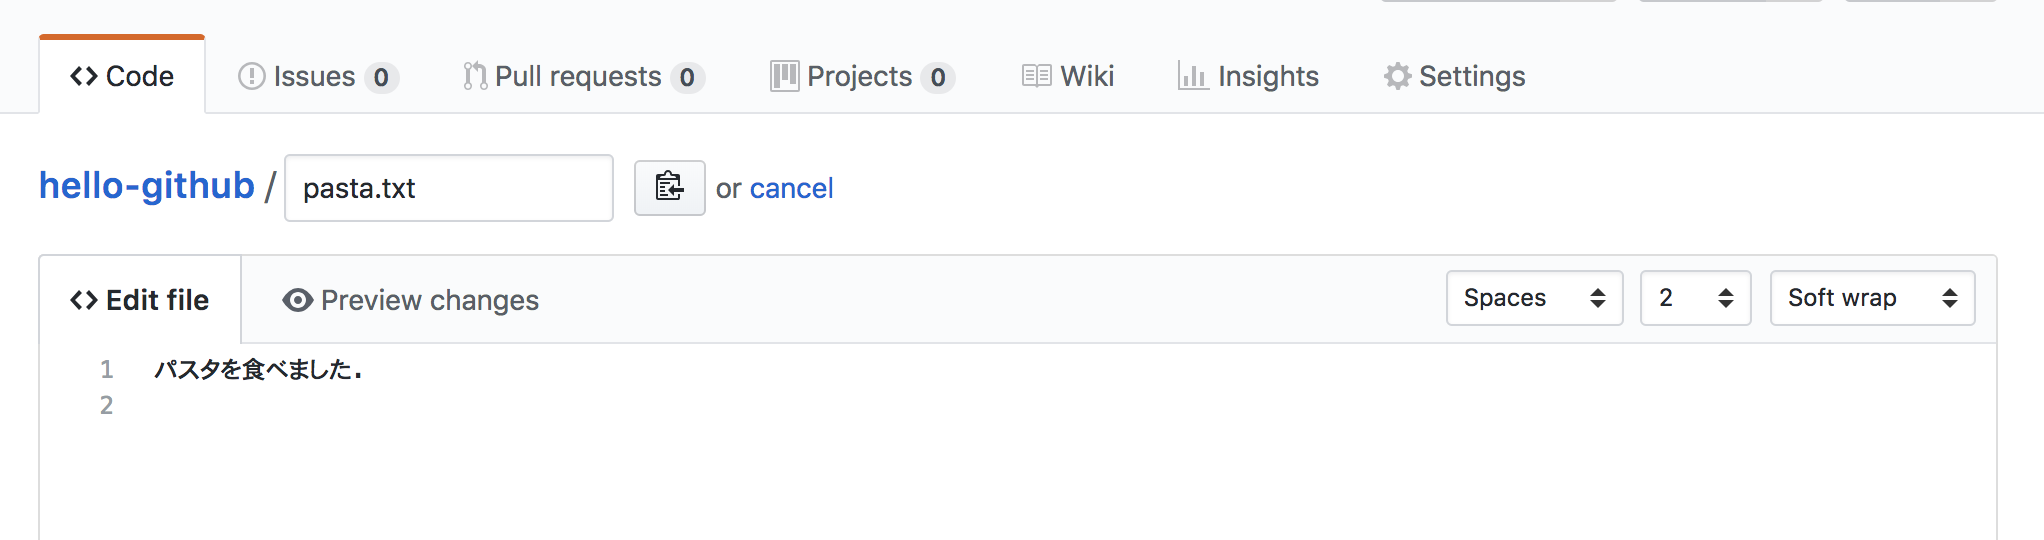 Code Issues 0 Pull requests 0 Projects 0 Wiki Insights Settings
hello-github / pasta.txt or cancel
Edit file Preview changes Spaces 2 Soft wrap
1 パスタを食べました.
2